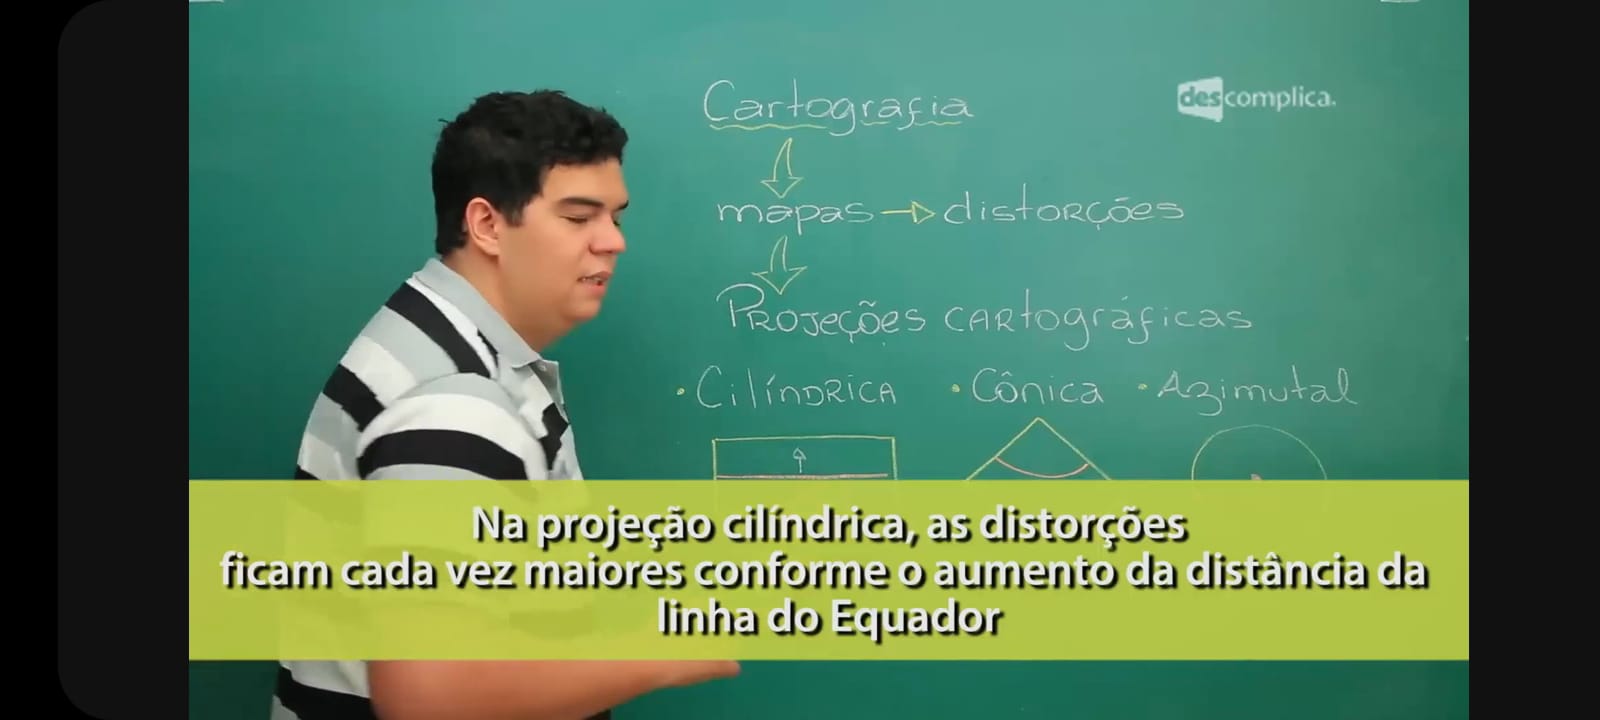 Cartografia
descomplica.
mapas → distorções
Projeções cartográficas
• Cilíndrica • Cônica • Azimutal
Na projeção cilíndrica, as distorções
ficam cada vez maiores conforme o aumento da distância da
linha do Equador